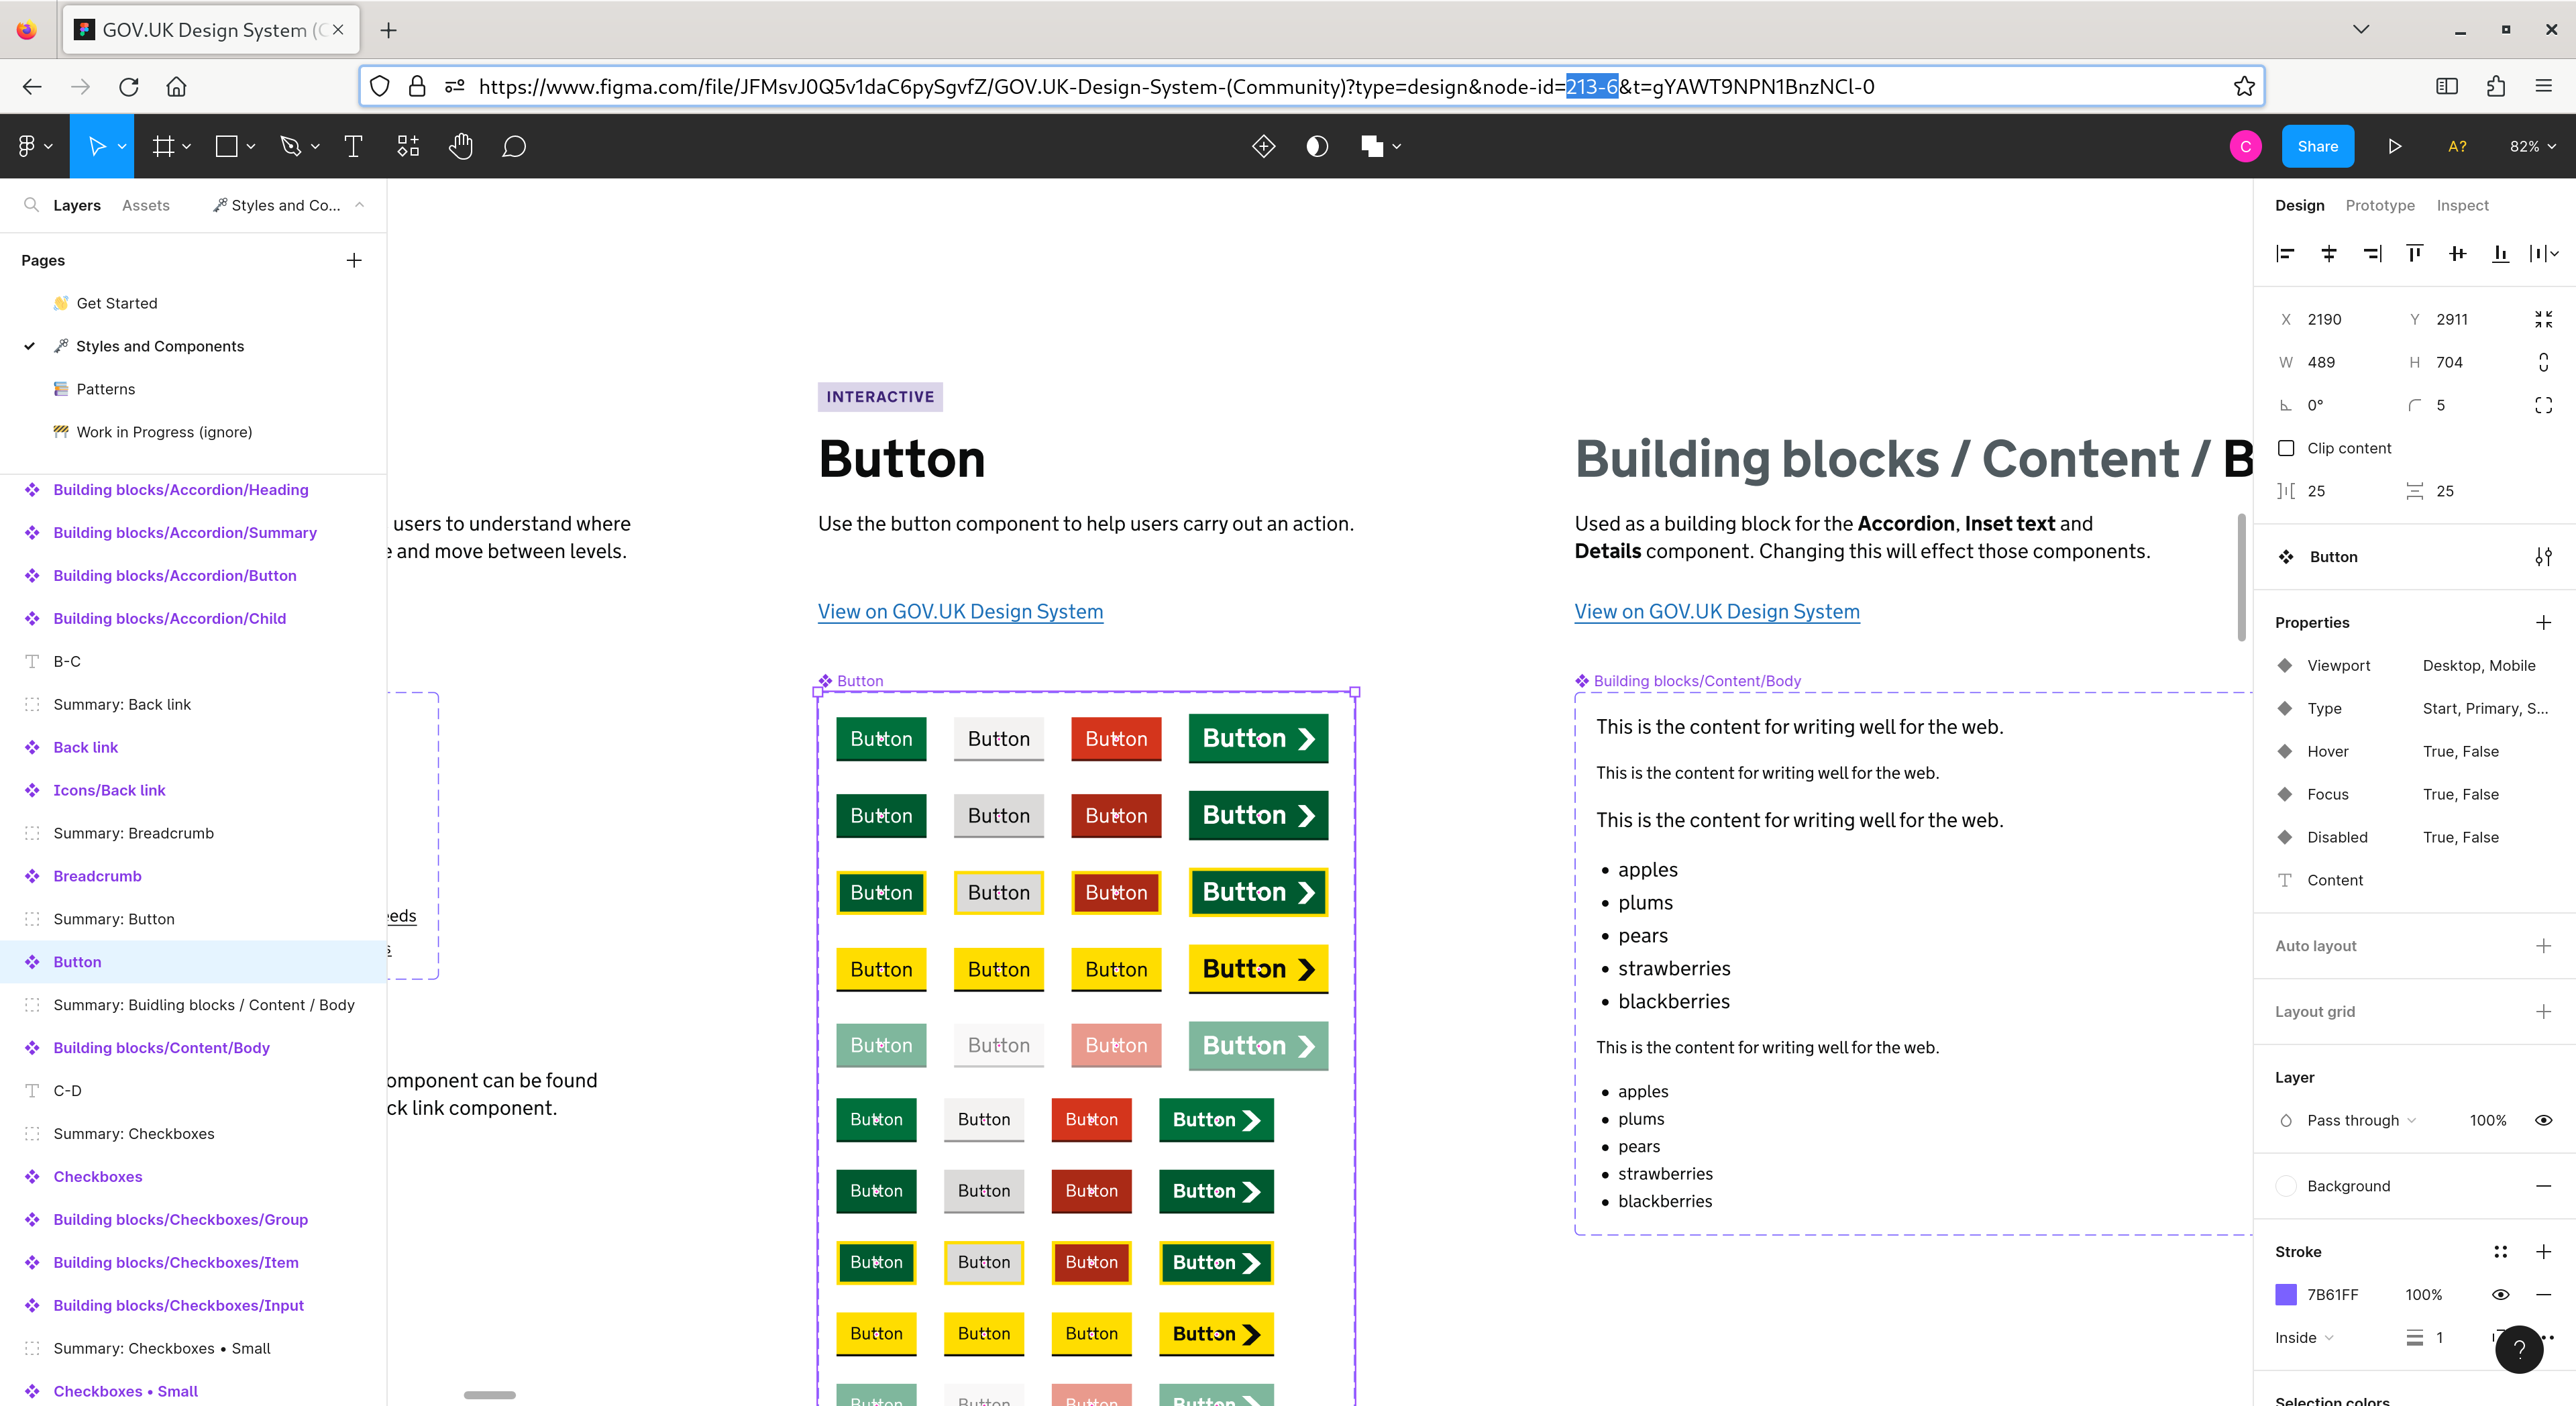 GOV.UK Design System (C
https://www.figma.com/file/JFMsvJ0Q5v1daC6pySgvfZ/GOV.UK-Design-System-(Community)?type=design&node-id=213-6&t=gYAWT9NPN1BnzNCl-0
C
Share
A?
82%
Layers
Assets
Styles and Co...
Pages
Get Started
Styles and Components
Patterns
Work in Progress (ignore)
Building blocks/Accordion/Heading
Building blocks/Accordion/Summary
Building blocks/Accordion/Button
Building blocks/Accordion/Child
B-C
Summary: Back link
Back link
Icons/Back link
Summary: Breadcrumb
Breadcrumb
Summary: Button
Button
Summary: Buidling blocks / Content / Body
Building blocks/Content/Body
C-D
Summary: Checkboxes
Checkboxes
Building blocks/Checkboxes/Group
Building blocks/Checkboxes/Item
Building blocks/Checkboxes/Input
Summary: Checkboxes • Small
Checkboxes • Small
users to understand where
e and move between levels.
eeds
s
omponent can be found
ck link component.
INTERACTIVE
Button
Use the button component to help users carry out an action.
View on GOV.UK Design System
Button
Button Button Button Button
Button Button Button Button
Button Button Button Button
Button Button Button Button
Button Button Button Button
Button Button Button Button
Button Button Button Button
Button Button Button Button
Button Button Button Button
Button Button Button Button
Building blocks / Content / B
Used as a building block for the Accordion, Inset text and
Details component. Changing this will effect those components.
View on GOV.UK Design System
Building blocks/Content/Body
This is the content for writing well for the web.
This is the content for writing well for the web.
This is the content for writing well for the web.
• apples
• plums
• pears
• strawberries
• blackberries
This is the content for writing well for the web.
• apples
• plums
• pears
• strawberries
• blackberries
Design
Prototype
Inspect
X 2190 Y 2911
W 489 H 704
0° 5
Clip content
25 25
Button
Properties
Viewport Desktop, Mobile
Type Start, Primary, S...
Hover True, False
Focus True, False
Disabled True, False
Content
Auto layout
Layout grid
Layer
Pass through 100%
Background
Stroke
7B61FF 100%
Inside 1
?
Selection colors